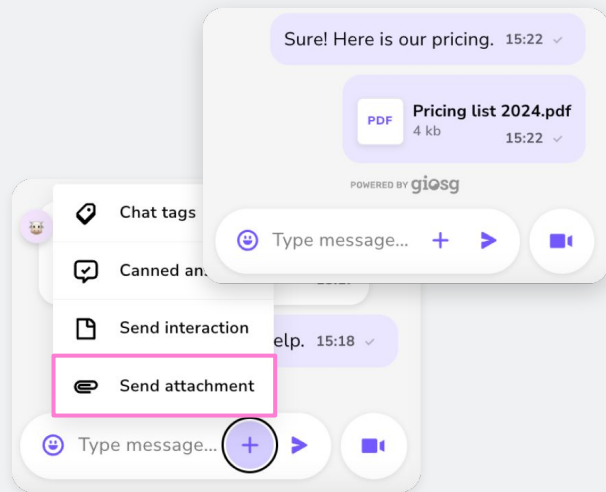 Sure! Here is our pricing. 15:22
PDF
Pricing list 2024.pdf
4 kb
15:22
POWERED BY giosg
Type message...
Chat tags
Canned an
Send interaction
elp. 15:18
Send attachment
Type message...